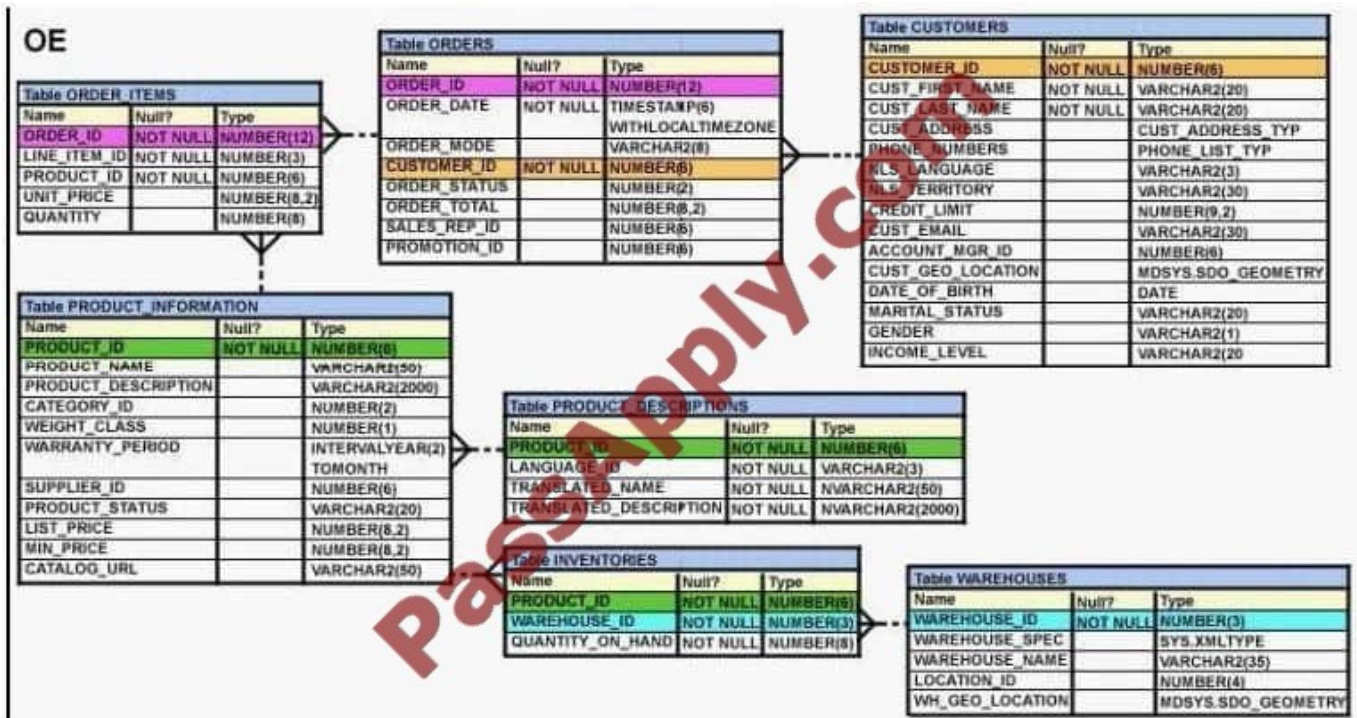 OE
Table ORDER_ITEMS
Name Null? Type
ORDER_ID NOT NULL NUMBER(12)
LINE_ITEM_ID NOT NULL NUMBER(3)
PRODUCT_ID NOT NULL NUMBER(6)
UNIT_PRICE NUMBER(8,2)
QUANTITY NUMBER(8)
Table ORDERS
Name Null? Type
ORDER_ID NOT NULL NUMBER(12)
ORDER_DATE NOT NULL TIMESTAMP(6)
WITHLOCALTIMEZONE
ORDER_MODE VARCHAR2(8)
CUSTOMER_ID NOT NULL NUMBER(6)
ORDER_STATUS NUMBER(2)
ORDER_TOTAL NUMBER(8,2)
SALES_REP_ID NUMBER(6)
PROMOTION_ID NUMBER(6)
Table CUSTOMERS
Name Null? Type
CUSTOMER_ID NOT NULL NUMBER(6)
CUST_FIRST_NAME NOT NULL VARCHAR2(20)
CUST_LAST_NAME NOT NULL VARCHAR2(20)
CUST_ADDRESS CUST_ADDRESS_TYP
PHONE_NUMBERS PHONE_LIST_TYP
NLS_LANGUAGE VARCHAR2(3)
NLS_TERRITORY VARCHAR2(30)
CREDIT_LIMIT NUMBER(9,2)
CUST_EMAIL VARCHAR2(30)
ACCOUNT_MGR_ID NUMBER(6)
CUST_GEO_LOCATION MDSYS.SDO_GEOMETRY
DATE_OF_BIRTH DATE
MARITAL_STATUS VARCHAR2(20)
GENDER VARCHAR2(1)
INCOME_LEVEL VARCHAR2(20
Table PRODUCT_INFORMATION
Name Null? Type
PRODUCT_ID NOT NULL NUMBER(6)
PRODUCT_NAME VARCHAR2(50)
PRODUCT_DESCRIPTION VARCHAR2(2000)
CATEGORY_ID NUMBER(2)
WEIGHT_CLASS NUMBER(1)
WARRANTY_PERIOD INTERVALYEAR(2)
TOMONTH
SUPPLIER_ID NUMBER(6)
PRODUCT_STATUS VARCHAR2(20)
LIST_PRICE NUMBER(8,2)
MIN_PRICE NUMBER(8,2)
CATALOG_URL VARCHAR2(50)
Table PRODUCT_DESCRIPTIONS
Name Null? Type
PRODUCT_ID NOT NULL NUMBER(6)
LANGUAGE_ID NOT NULL VARCHAR2(3)
TRANSLATED_NAME NOT NULL NVARCHAR2(50)
TRANSLATED_DESCRIPTION NOT NULL NVARCHAR2(2000)
Table INVENTORIES
Name Null? Type
PRODUCT_ID NOT NULL NUMBER(6)
WAREHOUSE_ID NOT NULL NUMBER(3)
QUANTITY_ON_HAND NOT NULL NUMBER(8)
Table WAREHOUSES
Name Null? Type
WAREHOUSE_ID NOT NULL NUMBER(3)
WAREHOUSE_SPEC SYS.XMLTYPE
WAREHOUSE_NAME VARCHAR2(35)
LOCATION_ID NUMBER(4)
WH_GEO_LOCATION MDSYS.SDO_GEOMETRY
PassApply.com